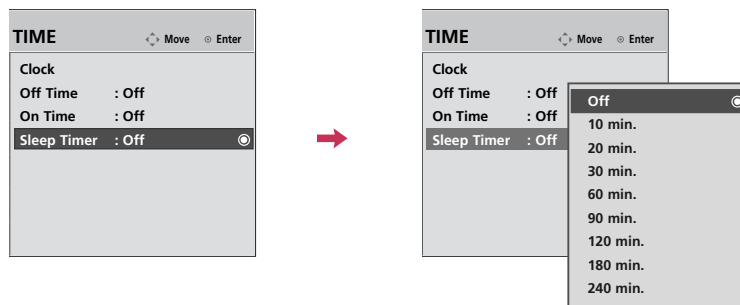 TIME
Move Enter
Clock
Off Time : Off
On Time : Off
Sleep Timer : Off
TIME
Move Enter
Clock
Off Time : Off
On Time : Off
Sleep Timer : Off
Off
10 min.
20 min.
30 min.
60 min.
90 min.
120 min.
180 min.
240 min.